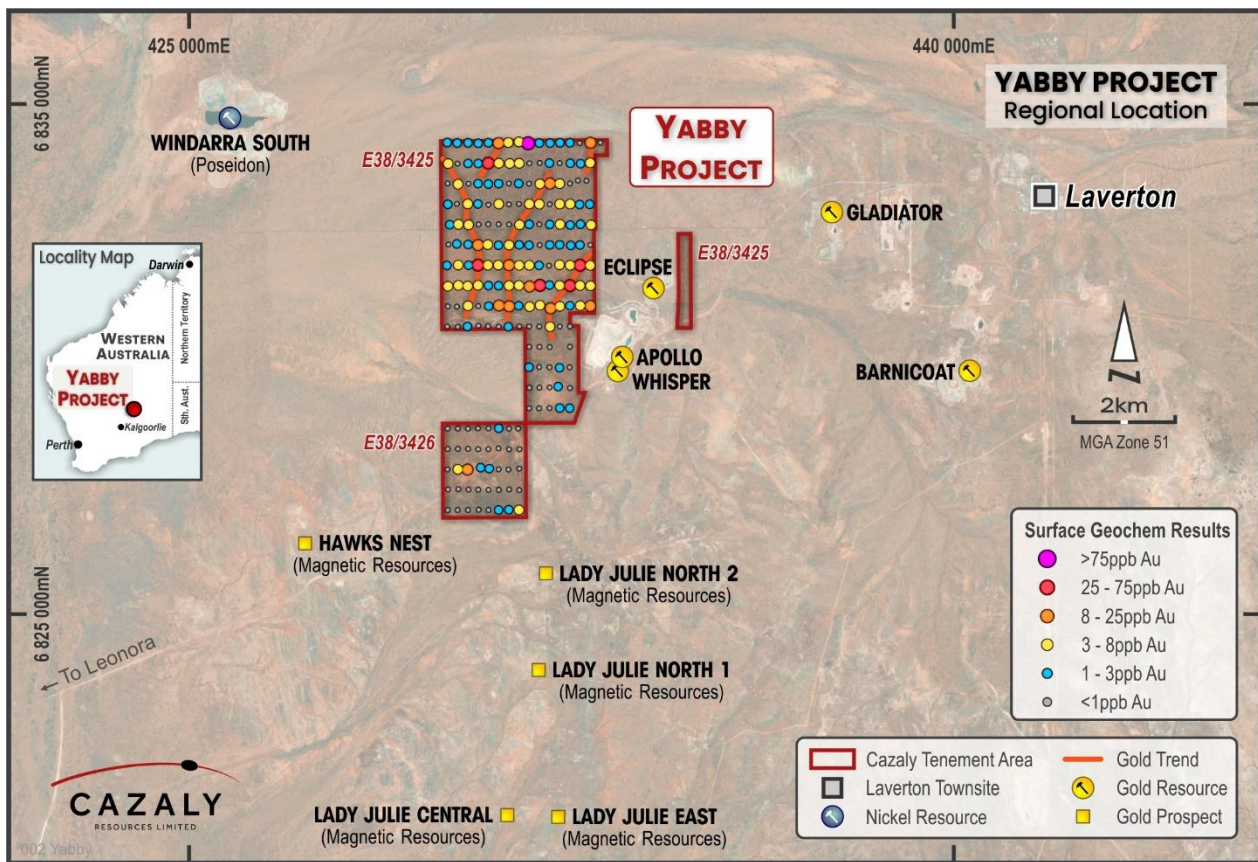 425 000mE
440 000mE
6 835 000mN
YABBY PROJECT
Regional Location
WINDARRA SOUTH
(Poseidon)
E38/3425
YABBY
PROJECT
Laverton
GLADIATOR
E38/3425
ECLIPSE
Locality Map
Darwin
WESTERN
AUSTRALIA
Northern Territory
Sth. Aust.
YABBY
PROJECT
Kalgoorlie
Perth
APOLLO
WHISPER
BARNICOAT
N
2km
MGA Zone 51
E38/3426
HAWKS NEST
(Magnetic Resources)
LADY JULIE NORTH 2
(Magnetic Resources)
6 825 000mN
To Leonora
LADY JULIE NORTH 1
(Magnetic Resources)
Surface Geochem Results
>75ppb Au
25 - 75ppb Au
8 - 25ppb Au
3 - 8ppb Au
1 - 3ppb Au
<1ppb Au
Cazaly Tenement Area
Gold Trend
Laverton Townsite
Gold Resource
Nickel Resource
Gold Prospect
CAZALY
RESOURCES LIMITED
LADY JULIE CENTRAL
(Magnetic Resources)
LADY JULIE EAST
(Magnetic Resources)
002 Yabby